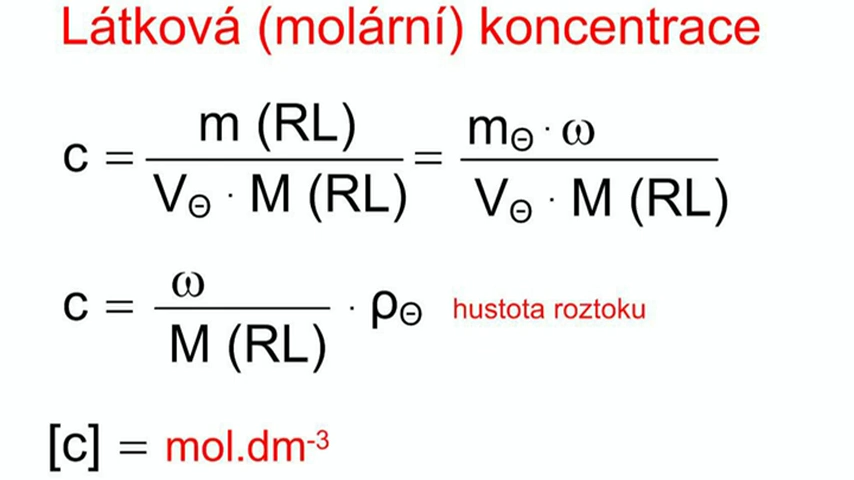 Látková (molární) koncentrace
c = m (RL) / V⊖ · M (RL) = m⊖ · ω / V⊖ · M (RL)
c = ω / M (RL) · ρ⊖ hustota roztoku
[c] = mol.dm⁻³